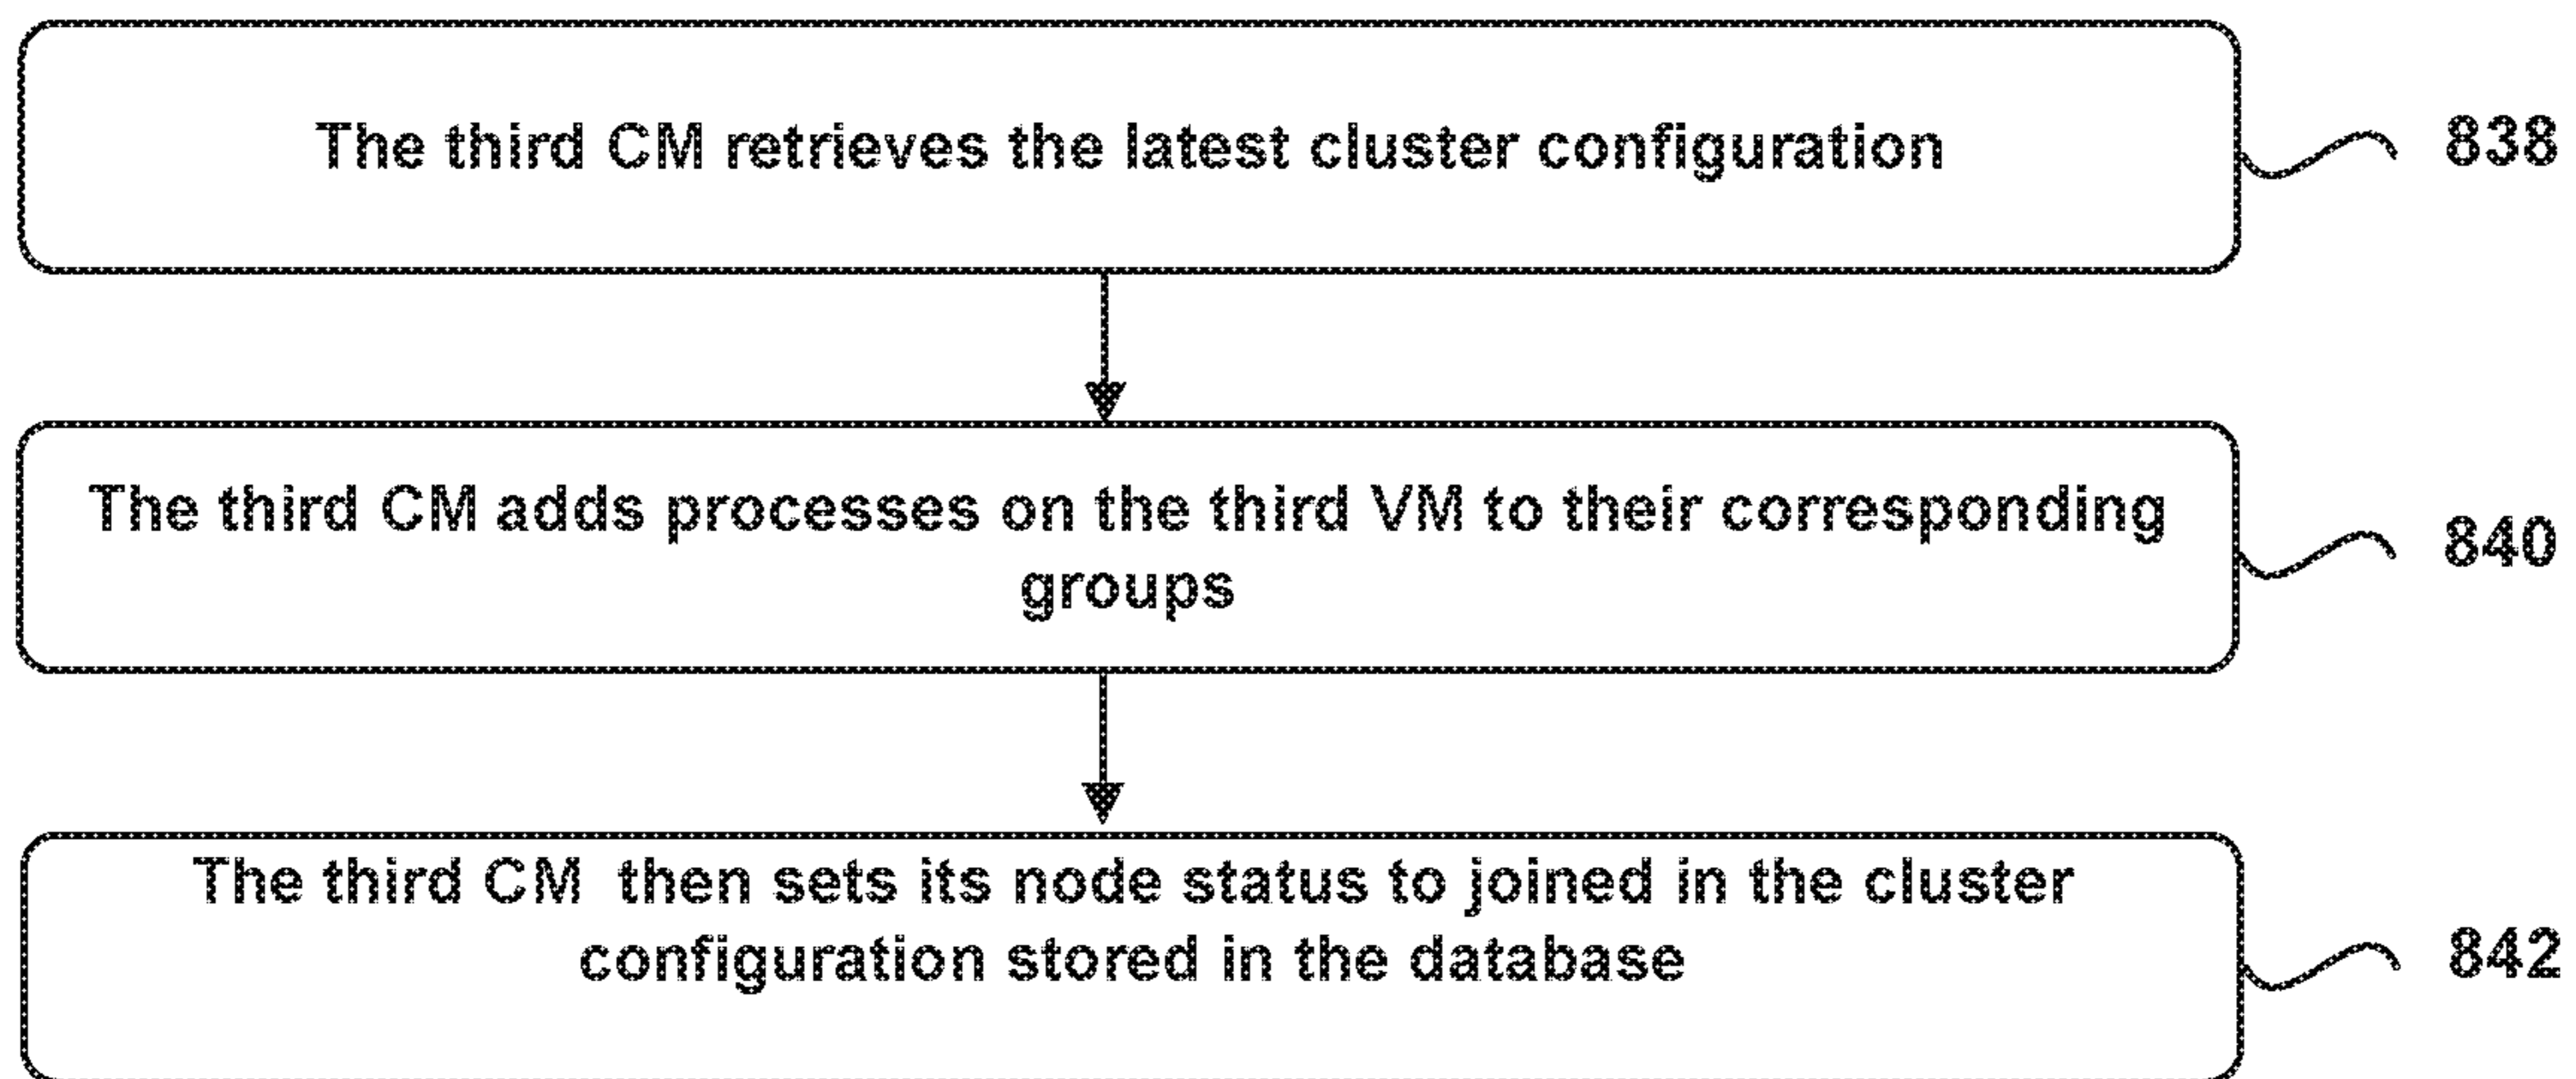 The third CM retrieves the latest cluster configuration
838
The third CM adds processes on the third VM to their corresponding
groups
840
The third CM then sets its node status to joined in the cluster
configuration stored in the database
842